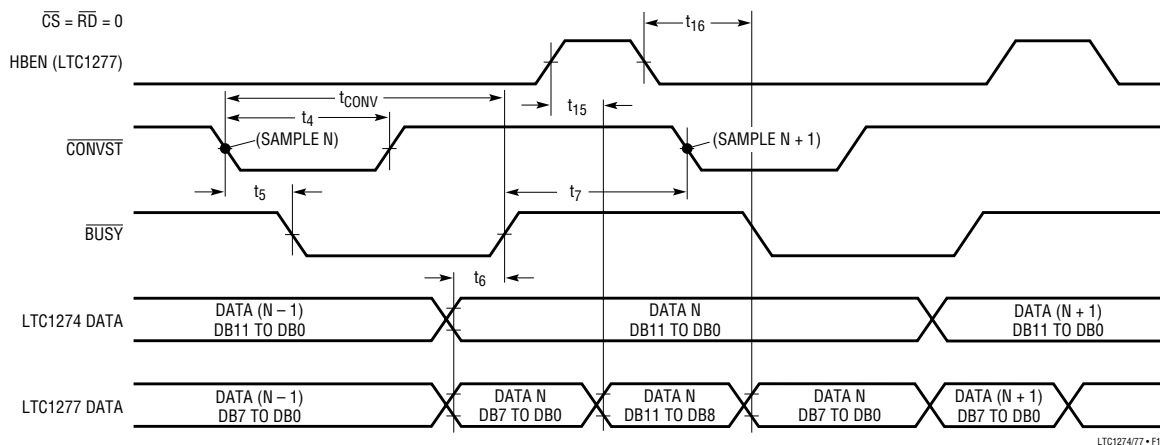 CS = RD = 0
t16
HBEN (LTC1277)
tCONV
t15
t4
CONVST
(SAMPLE N)
(SAMPLE N + 1)
t5
t7
BUSY
t6
LTC1274 DATA
DATA (N – 1)
DB11 TO DB0
DATA N
DB11 TO DB0
DATA (N + 1)
DB11 TO DB0
LTC1277 DATA
DATA (N – 1)
DB7 TO DB0
DATA N
DB7 TO DB0
DATA N
DB11 TO DB8
DATA N
DB7 TO DB0
DATA (N + 1)
DB7 TO DB0
LTC1274/77 • F1